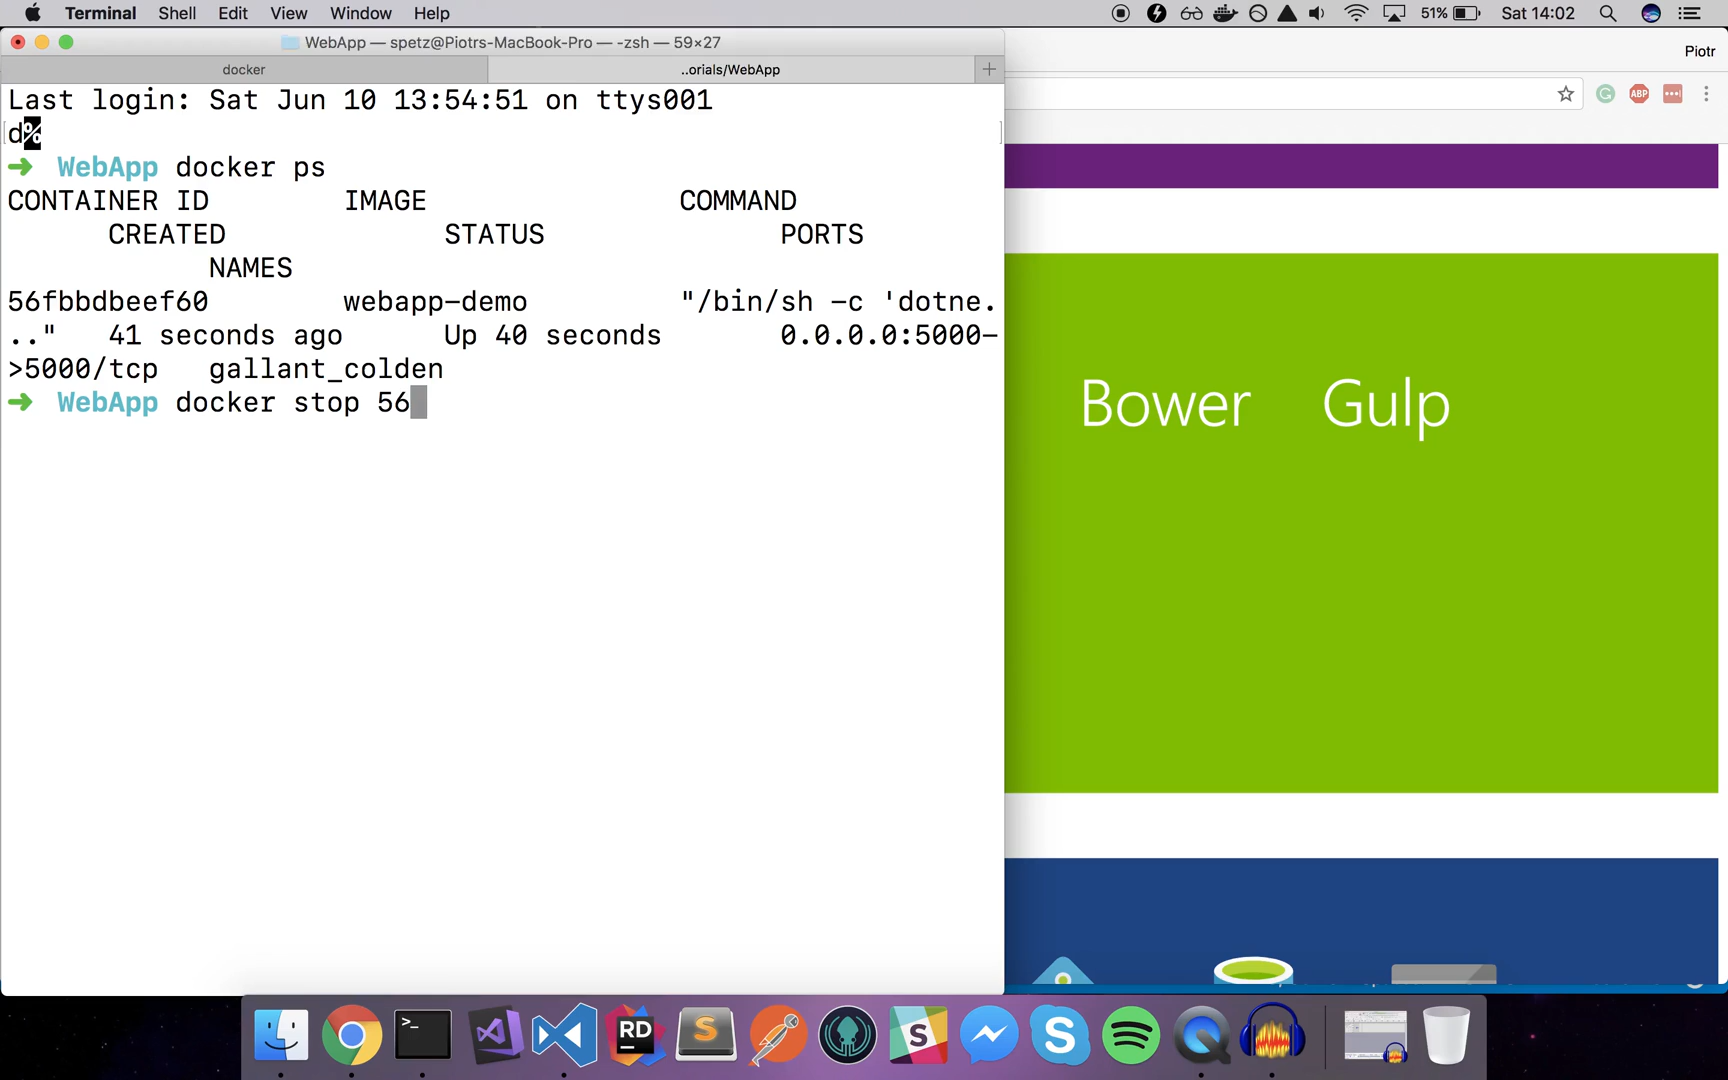 Terminal Shell Edit View Window Help 51% Sat 14:02
WebApp — spetz@Piotrs-MacBook-Pro — -zsh — 59×27
Piotr
docker ..orials/WebApp
ABP
Last login: Sat Jun 10 13:54:51 on ttys001
d%
➜ WebApp docker ps
CONTAINER ID IMAGE COMMAND
CREATED STATUS PORTS
NAMES
56fbbdbeef60 webapp-demo "/bin/sh -c 'dotne.
.." 41 seconds ago Up 40 seconds 0.0.0.0:5000-
>5000/tcp gallant_colden
➜ WebApp docker stop 56
Bower Gulp
>_
RD
S
S
S